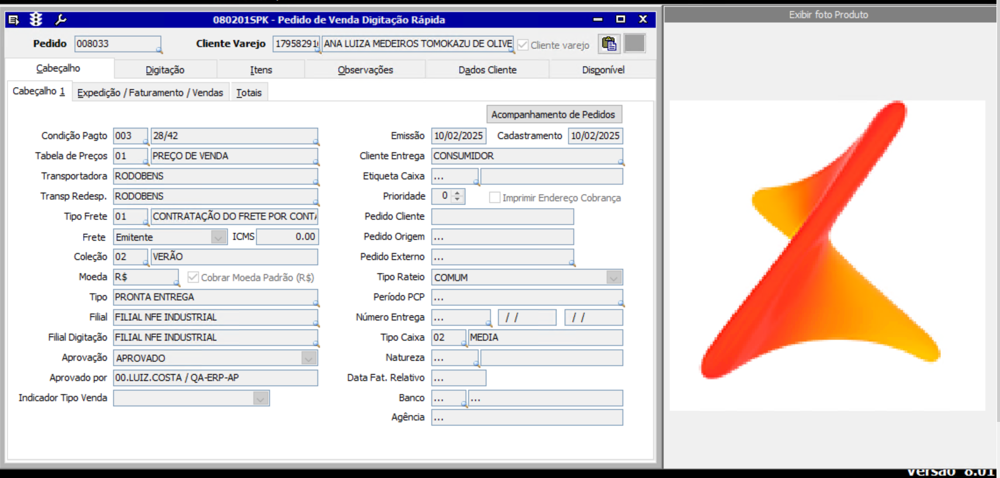 080201SPK - Pedido de Venda Digitação Rápida
Exibir foto Produto
Pedido 008033 Cliente Varejo 179582910 ANA LUIZA MEDEIROS TOMOKAZU DE OLIVE Cliente varejo
Cabeçalho Digitação Itens Observações Dados Cliente Disponível
Cabeçalho 1 Expedição / Faturamento / Vendas Totais
Acompanhamento de Pedidos
Condição Pagto 003 28/42 Emissão 10/02/2025 Cadastramento 10/02/2025
Tabela de Preços 01 PREÇO DE VENDA Cliente Entrega CONSUMIDOR
Transportadora RODOBENS Etiqueta Caixa ...
Transp Redesp. RODOBENS Prioridade 0 Imprimir Endereço Cobrança
Tipo Frete 01 CONTRATAÇÃO DO FRETE POR CONTA Pedido Cliente
Frete Emitente ICMS 0.00 Pedido Origem ...
Coleção 02 VERÃO Pedido Externo ...
Moeda R$ Cobrar Moeda Padrão (R$) Tipo Rateio COMUM
Tipo PRONTA ENTREGA Período PCP ...
Filial FILIAL NFE INDUSTRIAL Número Entrega ... / / / /
Filial Digitação FILIAL NFE INDUSTRIAL Tipo Caixa 02 MEDIA
Aprovação APROVADO Natureza ...
Aprovado por 00.LUIZ.COSTA / QA-ERP-AP Data Fat. Relativo ...
Indicador Tipo Venda Banco ... ...
Agência ...
Versão 8.01